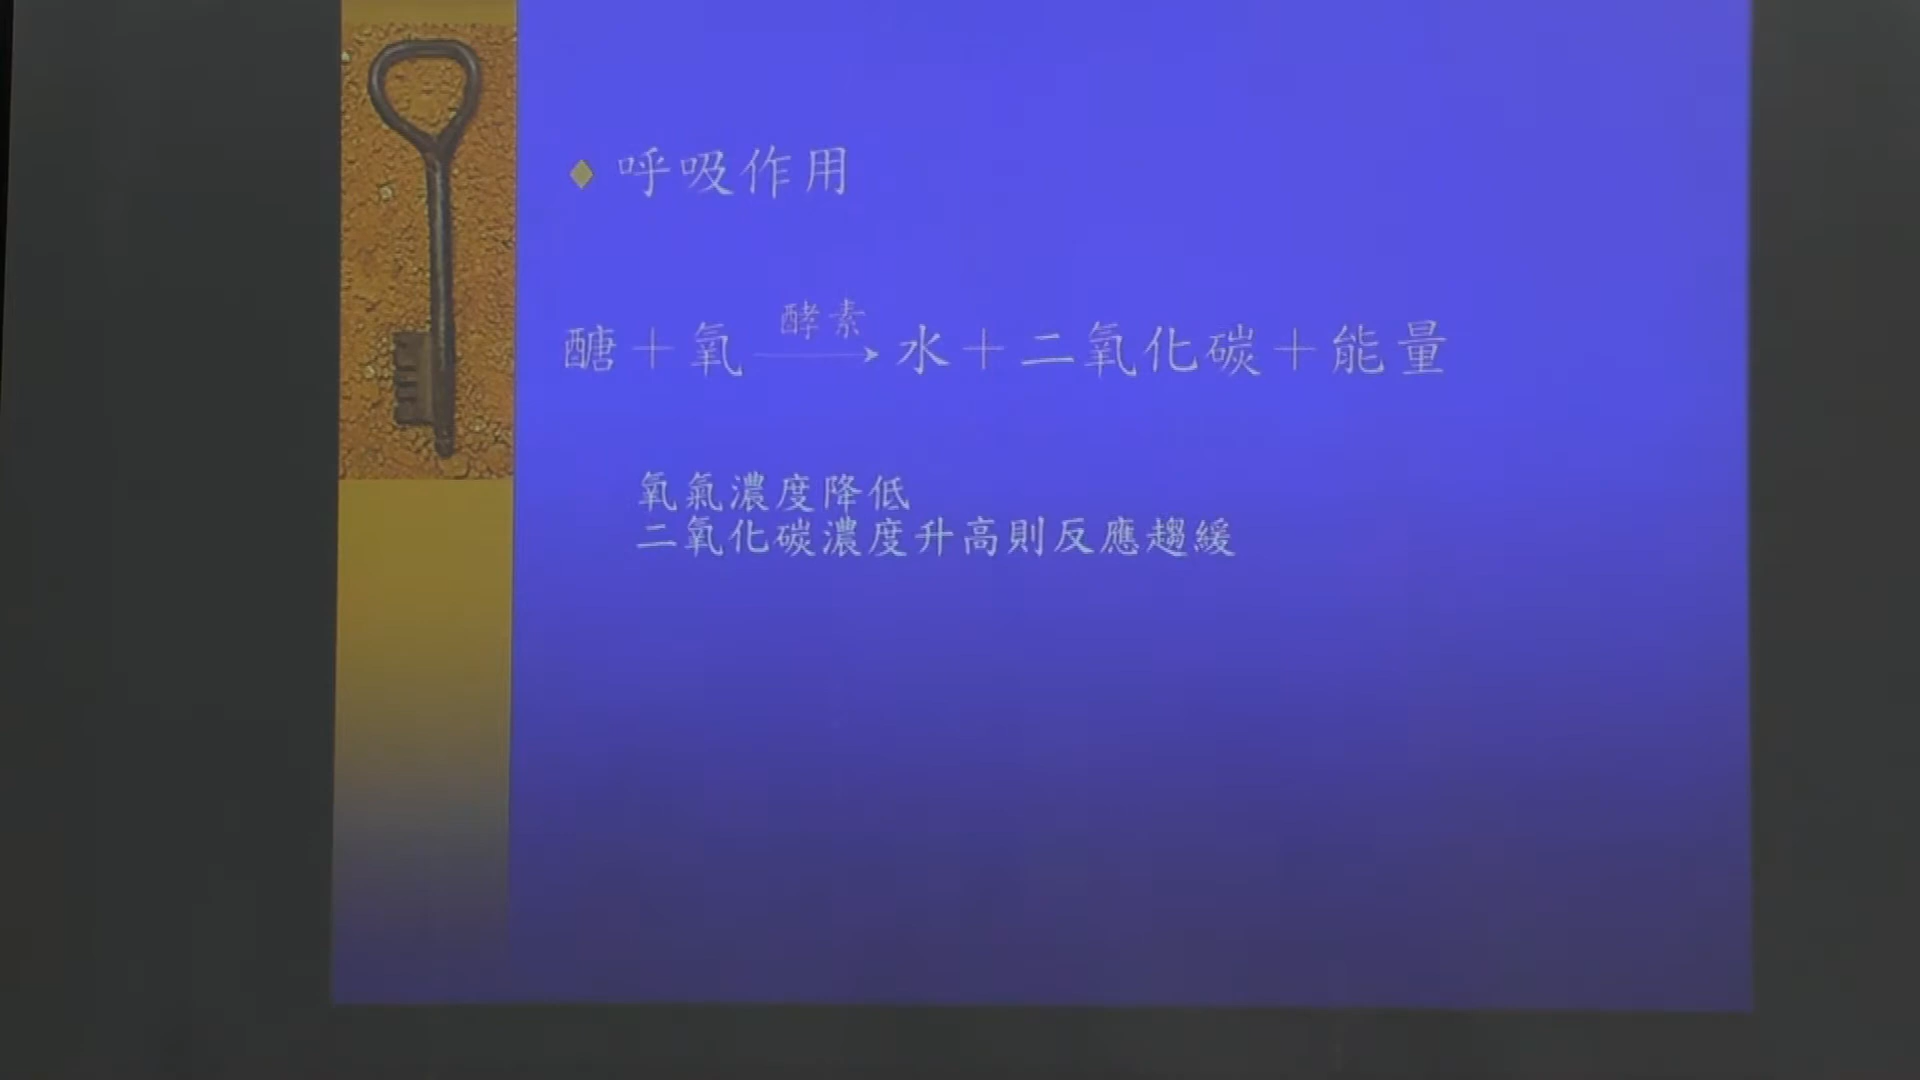 呼吸作用
酵素
醣+氧→水+二氧化碳+能量
氧氣濃度降低
二氧化碳濃度升高則反應趨緩